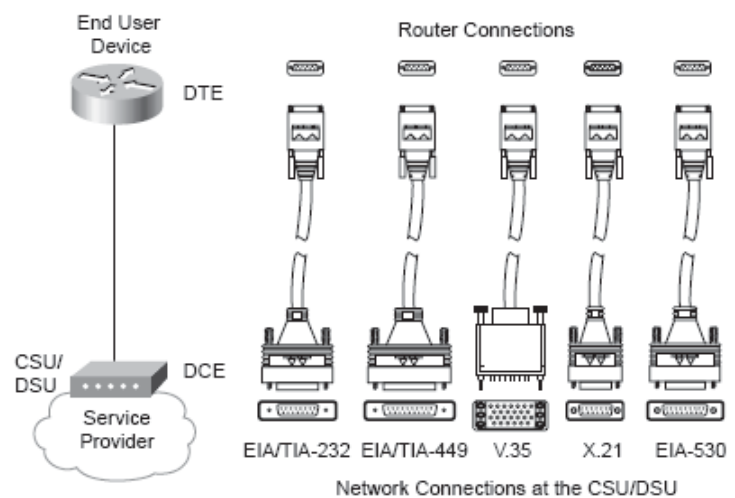 End User
Device
Router Connections
DTE
CSU/
DSU
DCE
Service
Provider
EIA/TIA-232 EIA/TIA-449 V.35 X.21 EIA-530
Network Connections at the CSU/DSU